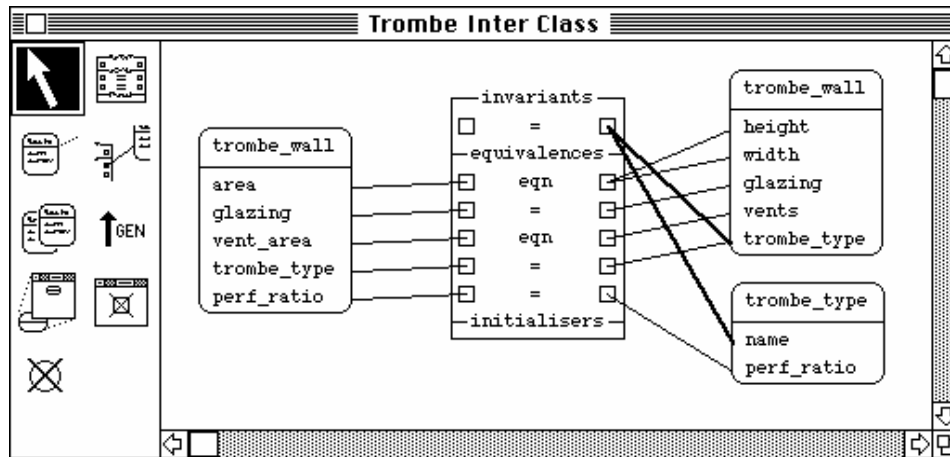 Trombe Inter Class
GEN
trombe_wall
area
glazing
vent_area
trombe_type
perf_ratio
invariants
=
equivalences
eqn
=
eqn
=
=
initialisers
trombe_wall
height
width
glazing
vents
trombe_type
trombe_type
name
perf_ratio